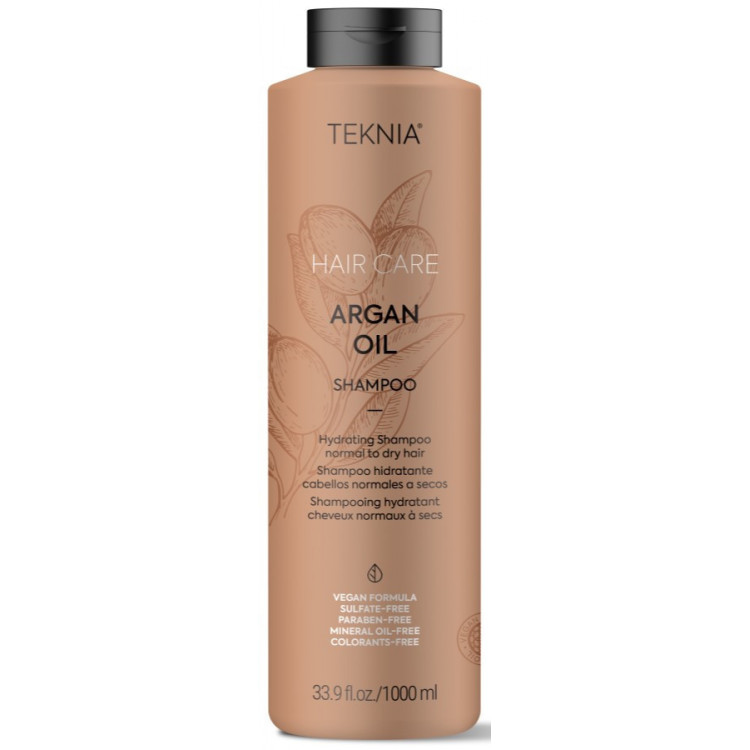 TEKNIA®
HAIR CARE
ARGAN
OIL
SHAMPOO
Hydrating Shampoo
normal to dry hair
Shampoo hidratante
cabellos normales a secos
Shampooing hydratant
cheveux normaux à secs
VEGAN FORMULA
SULFATE-FREE
PARABEN-FREE
MINERAL OIL-FREE
COLORANTS-FREE
33.9 fl.oz./1000 ml